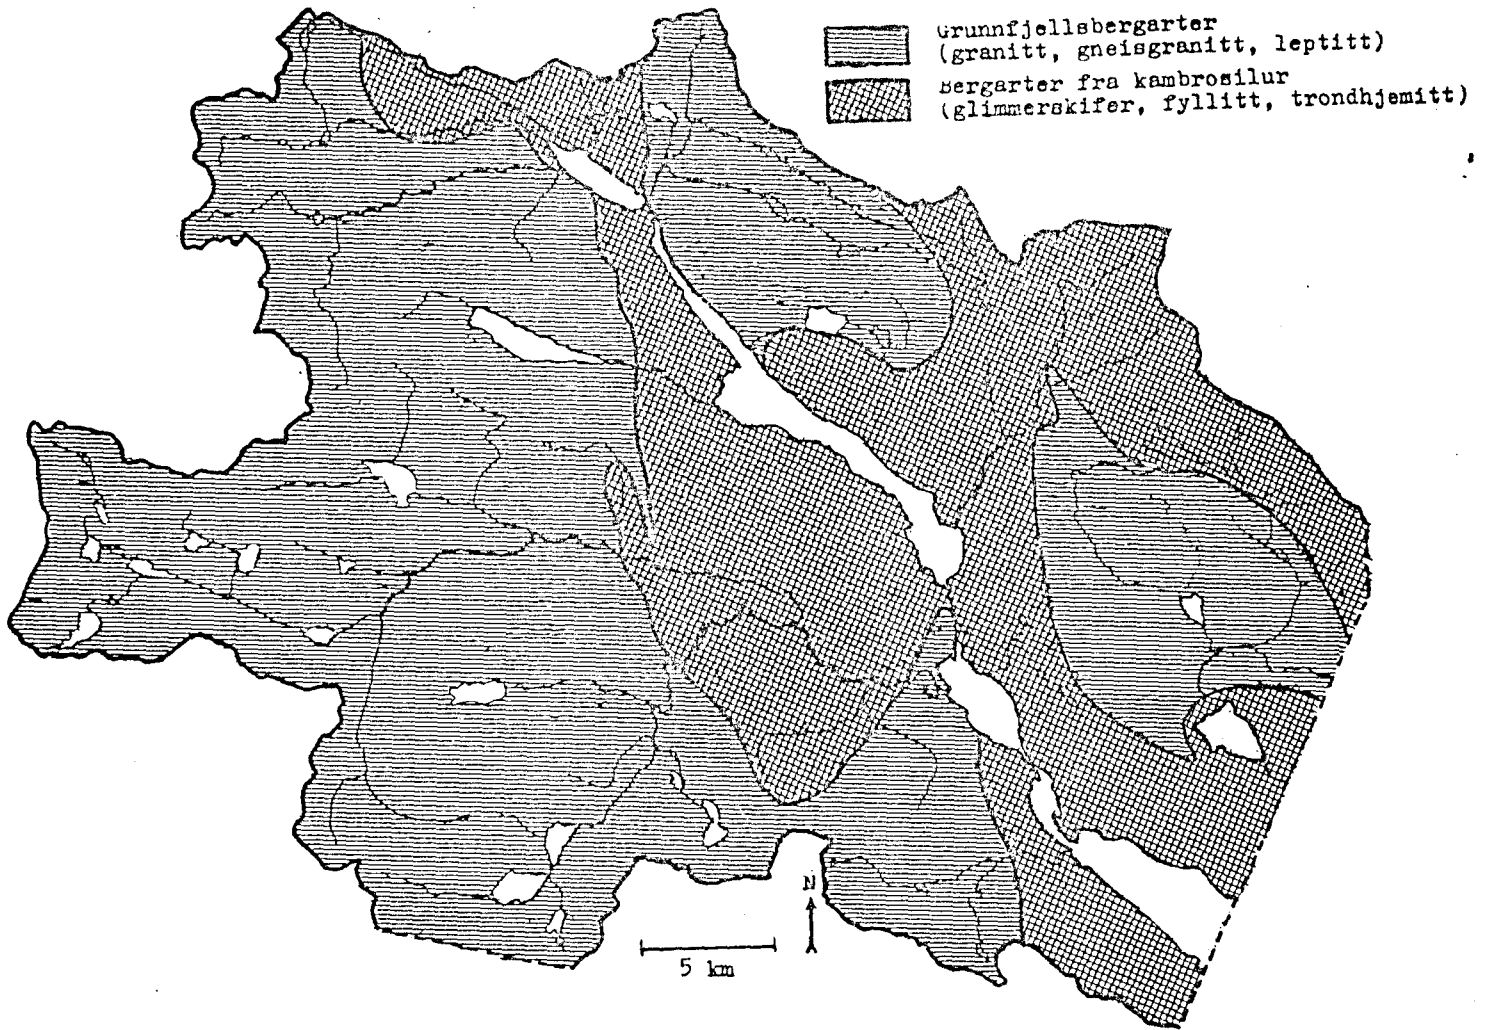 Grunnfjellsbergarter
(granitt, gneisgranitt, leptitt)
Bergarter fra kambrosilur
(glimmerskifer, fyllitt, trondhjemitt)
N
5 km